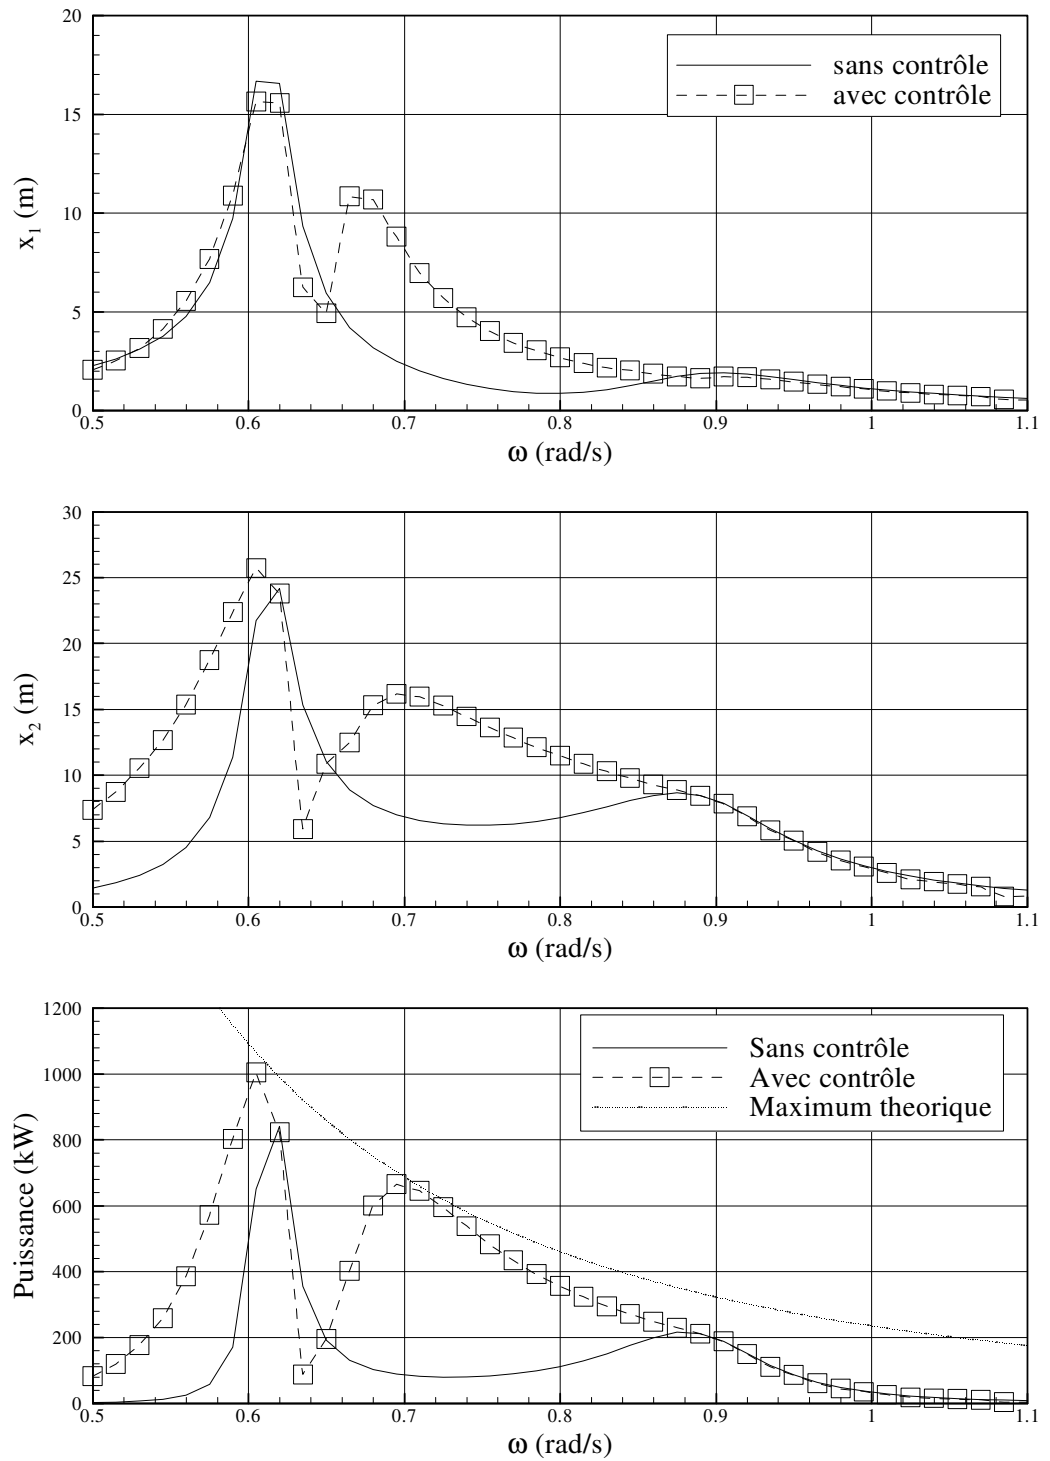 20
15
10
5
0
x1 (m)
sans contrôle
avec contrôle
0.5 0.6 0.7 0.8 0.9 1 1.1
ω (rad/s)
30
25
20
15
10
5
0
x2 (m)
0.5 0.6 0.7 0.8 0.9 1 1.1
ω (rad/s)
1200
1000
800
600
400
200
0
Puissance (kW)
Sans contrôle
Avec contrôle
Maximum theorique
0.5 0.6 0.7 0.8 0.9 1 1.1
ω (rad/s)